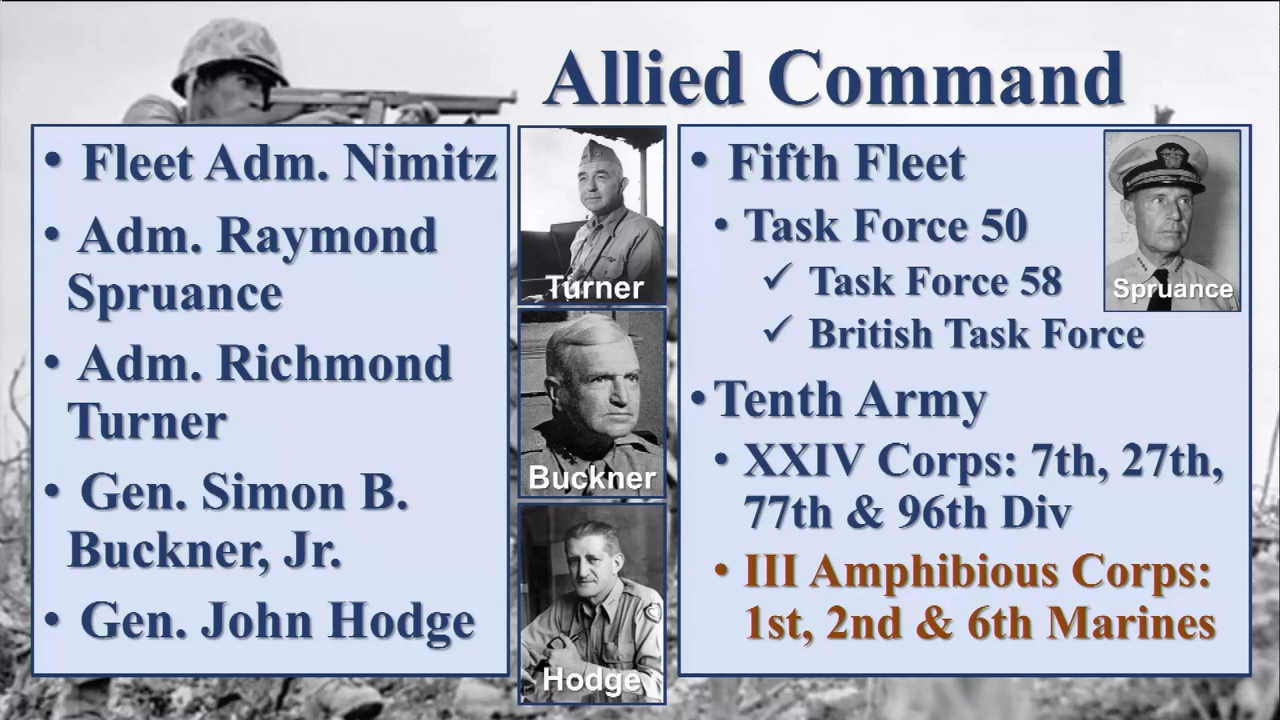 Allied Command
• Fleet Adm. Nimitz
• Adm. Raymond
Spruance
• Adm. Richmond
Turner
• Gen. Simon B.
Buckner, Jr.
• Gen. John Hodge
Turner
Buckner
Hodge
• Fifth Fleet
• Task Force 50
✓ Task Force 58
✓ British Task Force
Spruance
• Tenth Army
• XXIV Corps: 7th, 27th,
77th & 96th Div
• III Amphibious Corps:
1st, 2nd & 6th Marines